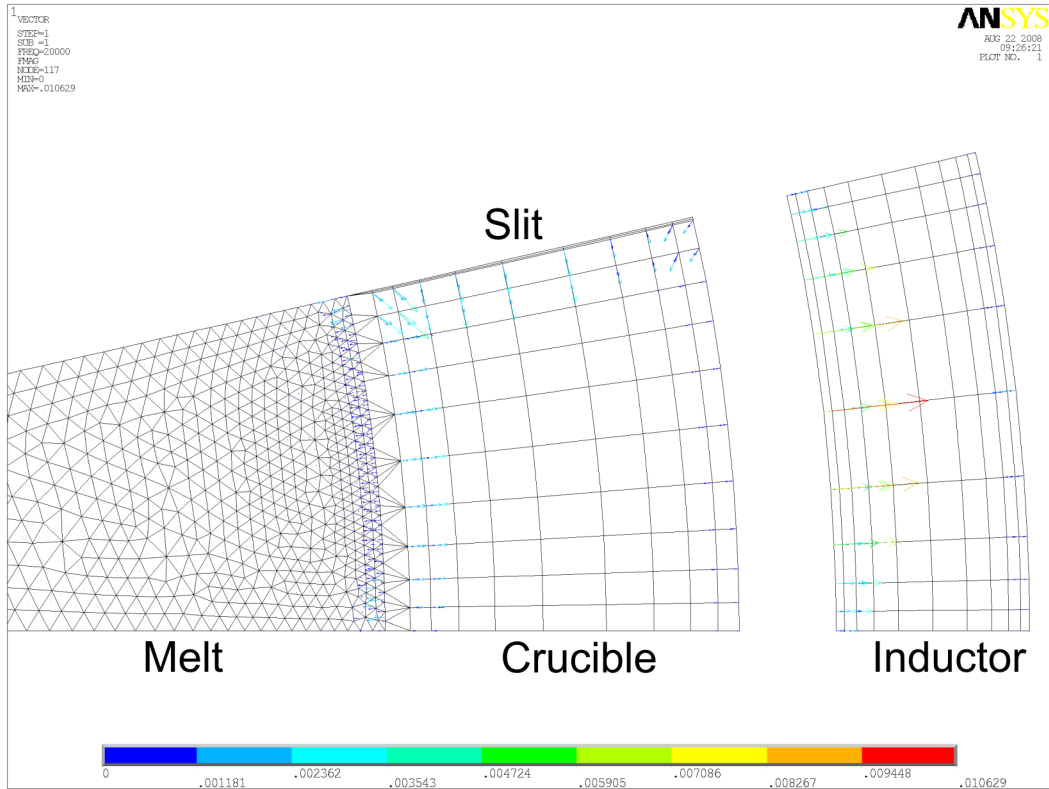 1
VECTOR
STEP=1
SUB =1
FREQ=20000
FMAG
NODE=117
MIN=0
MAX=.010629
ANSYS
AUG 22 2008
09:26:21
PLOT NO. 1
Slit
Melt
Crucible
Inductor
0
.001181
.002362
.003543
.004724
.005905
.007086
.008267
.009448
.010629